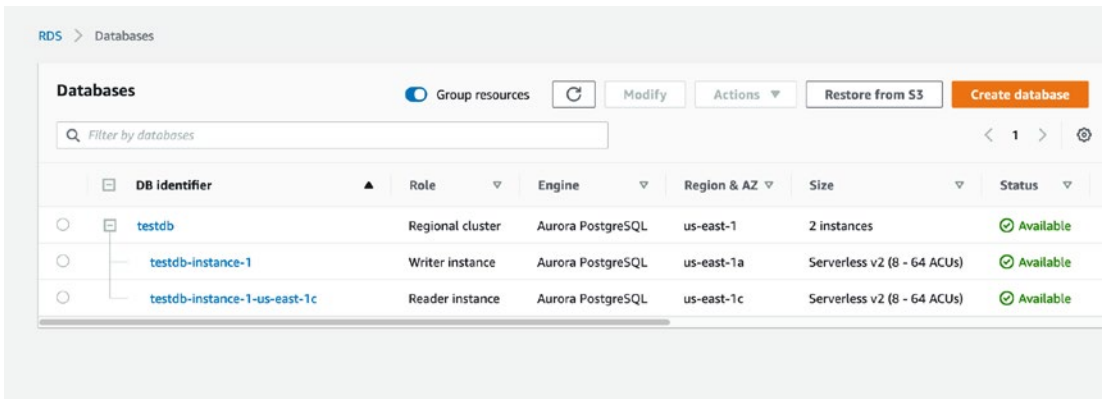 RDS > Databases
Databases Group resources Modify Actions Restore from S3 Create database
Filter by databases < 1 >
DB identifier Role Engine Region & AZ Size Status
testdb Regional cluster Aurora PostgreSQL us-east-1 2 instances Available
testdb-instance-1 Writer instance Aurora PostgreSQL us-east-1a Serverless v2 (8 - 64 ACUs) Available
testdb-instance-1-us-east-1c Reader instance Aurora PostgreSQL us-east-1c Serverless v2 (8 - 64 ACUs) Available